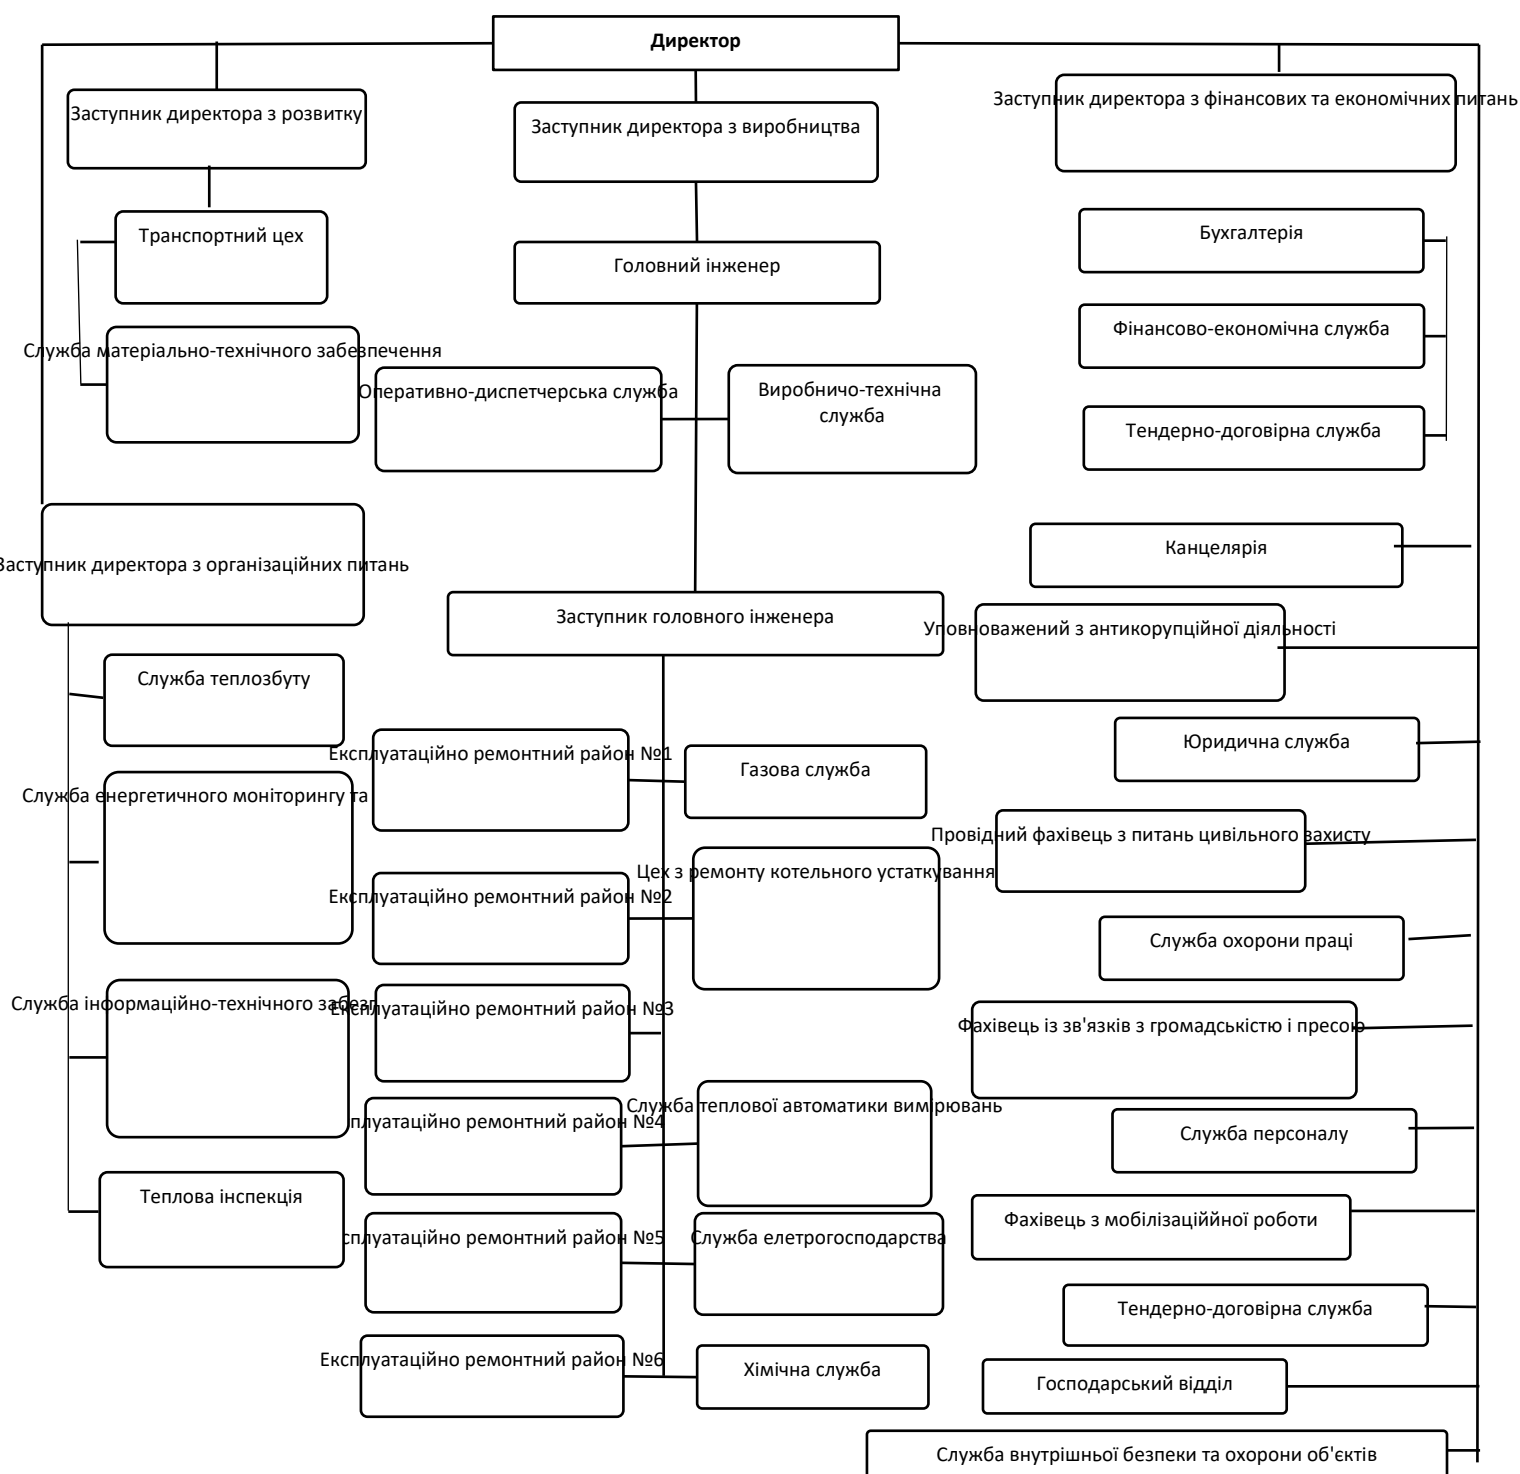 Директор
Заступник директора з розвитку
Заступник директора з виробництва
Заступник директора з фінансових та економічних питань
Транспортний цех
Головний інженер
Бухгалтерія
Служба матеріально-технічного забезпечення
Оперативно-диспетчерська служба
Виробничо-технічна
служба
Фінансово-економічна служба
Тендерно-договірна служба
Заступник директора з організаційних питань
Заступник головного інженера
Канцелярія
Уповноважений з антикорупційної діяльності
Служба теплозбуту
Експлуатаційно ремонтний район №1
Газова служба
Юридична служба
Служба енергетичного моніторингу та
Експлуатаційно ремонтний район №2
Цех з ремонту котельного устаткування
Провідний фахівець з питань цивільного захисту
Служба охорони праці
Служба інформаційно-технічного забезп
Експлуатаційно ремонтний район №3
Фахівець із зв'язків з громадськістю і пресою
плуатаційно ремонтний район №4
Служба теплової автоматики вимірювань
Служба персоналу
Теплова інспекція
сплуатаційно ремонтний район №5
Служба елетрогосподарства
Фахівець з мобілізаціййної роботи
Тендерно-договірна служба
Експлуатаційно ремонтний район №6
Хімічна служба
Господарський відділ
Служба внутрішньої безпеки та охорони об'єктів